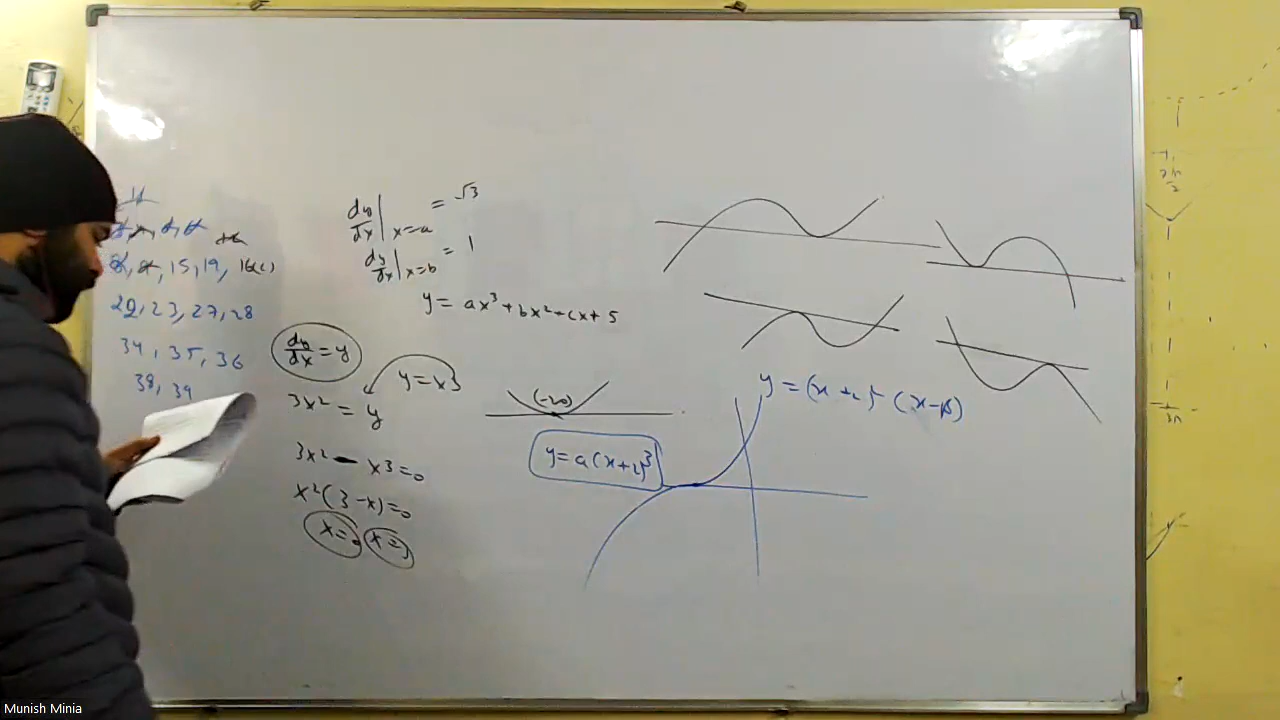 15, 19, 16(c)
22, 23, 27, 28
34, 35, 36
38, 39
dy/dx | x=a = √3
dy/dx | x=b = 1
y = ax³ + bx² + cx + 5
dy/dx = y
y = x³
3x² = y
3x² - x³ = 0
x²(3-x) = 0
x=0 x=3
(-2,0)
y = a(x+2)³
y = (x+2)² (x-β)
Munish Minia